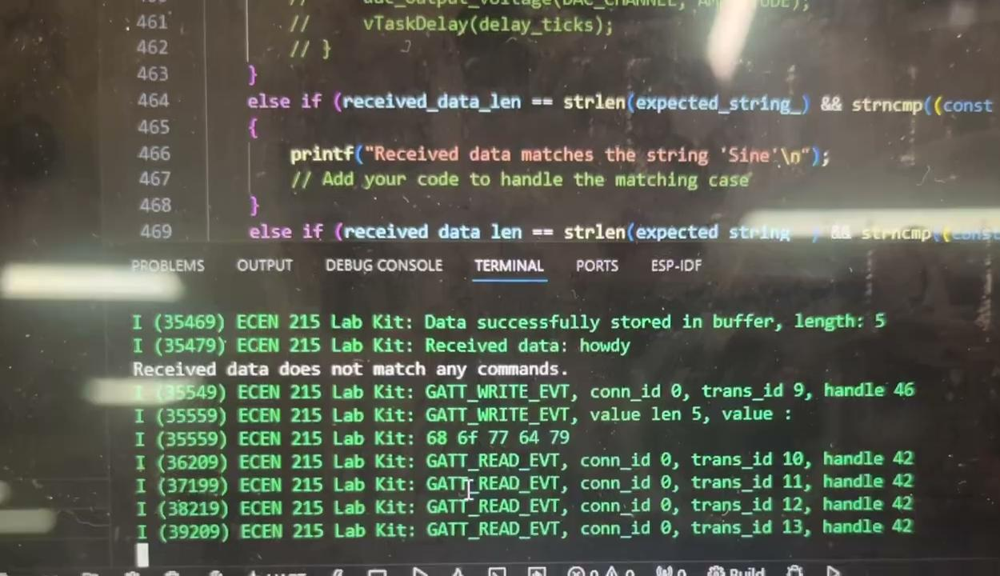 461 // vTaskDelay(delay_ticks);
462 // }
463 }
464 else if (received_data_len == strlen(expected_string_) && strncmp((const
465 {
466 printf("Received data matches the string 'Sine'\n");
467 // Add your code to handle the matching case
468 }
469 else if (received_data_len == strlen(expected_string && strncmp((const
PROBLEMS OUTPUT DEBUG CONSOLE TERMINAL PORTS ESP-IDF
I (35469) ECEN 215 Lab Kit: Data successfully stored in buffer, length: 5
I (35479) ECEN 215 Lab Kit: Received data: howdy
Received data does not match any commands.
I (35549) ECEN 215 Lab Kit: GATT_WRITE_EVT, conn_id 0, trans_id 9, handle 46
I (35559) ECEN 215 Lab Kit: GATT_WRITE_EVT, value len 5, value :
I (35559) ECEN 215 Lab Kit: 68 6f 77 64 79
I (36209) ECEN 215 Lab Kit: GATT_READ_EVT, conn_id 0, trans_id 10, handle 42
I (37199) ECEN 215 Lab Kit: GATT_READ_EVT, conn_id 0, trans_id 11, handle 42
I (38219) ECEN 215 Lab Kit: GATT_READ_EVT, conn_id 0, trans_id 12, handle 42
I (39209) ECEN 215 Lab Kit: GATT_READ_EVT, conn_id 0, trans_id 13, handle 42
Build